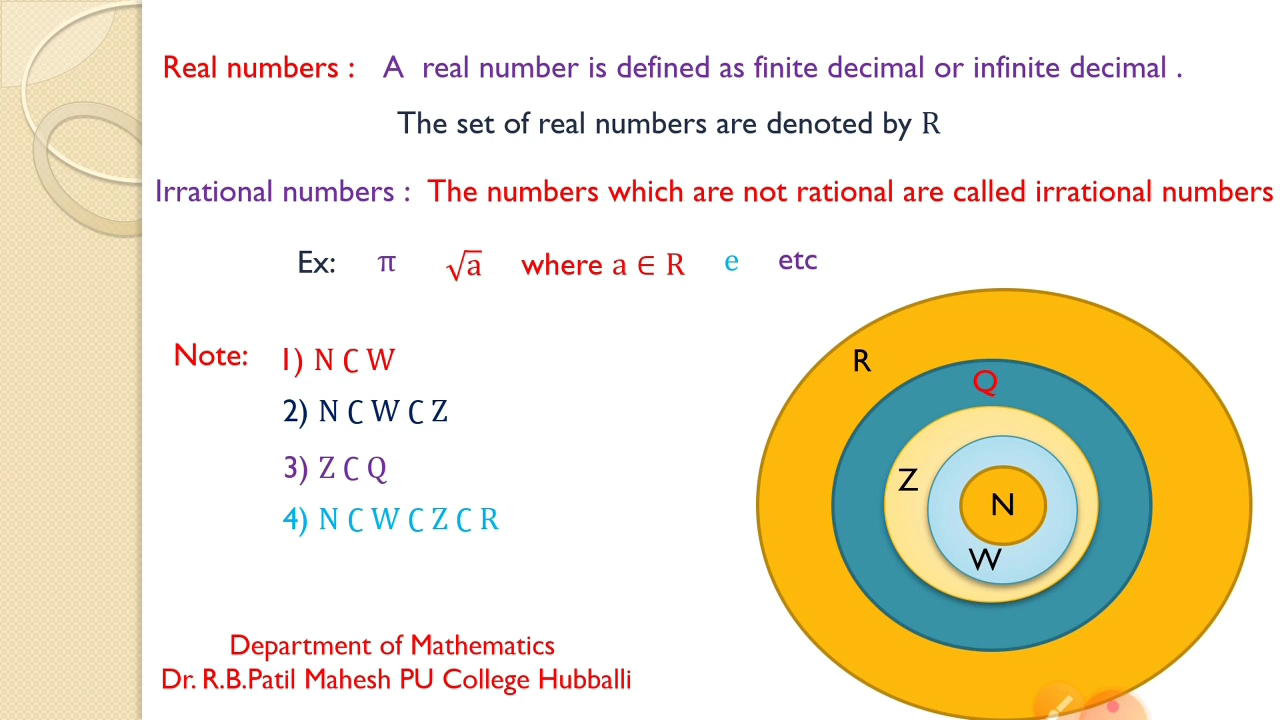 Real numbers : A real number is defined as finite decimal or infinite decimal .
The set of real numbers are denoted by R
Irrational numbers : The numbers which are not rational are called irrational numbers
Ex: π √a where a ∈ R e etc
Note: 1) N ⊂ W
2) N ⊂ W ⊂ Z
3) Z ⊂ Q
4) N ⊂ W ⊂ Z ⊂ R
R
Q
Z
N
W
Department of Mathematics
Dr. R.B.Patil Mahesh PU College Hubballi